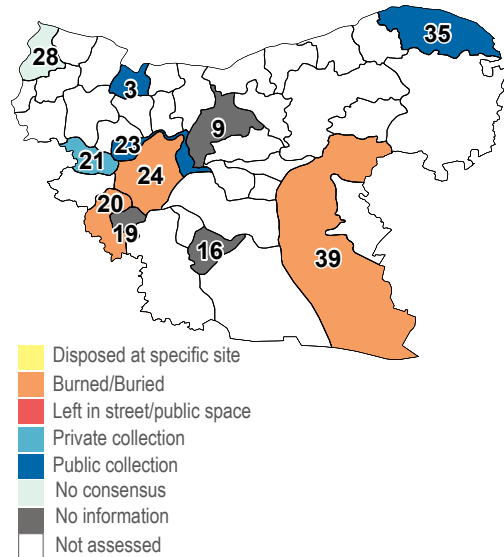 35
28
3
9
23
21
24
20
19
16
39
Disposed at specific site
Burned/Buried
Left in street/public space
Private collection
Public collection
No consensus
No information
Not assessed